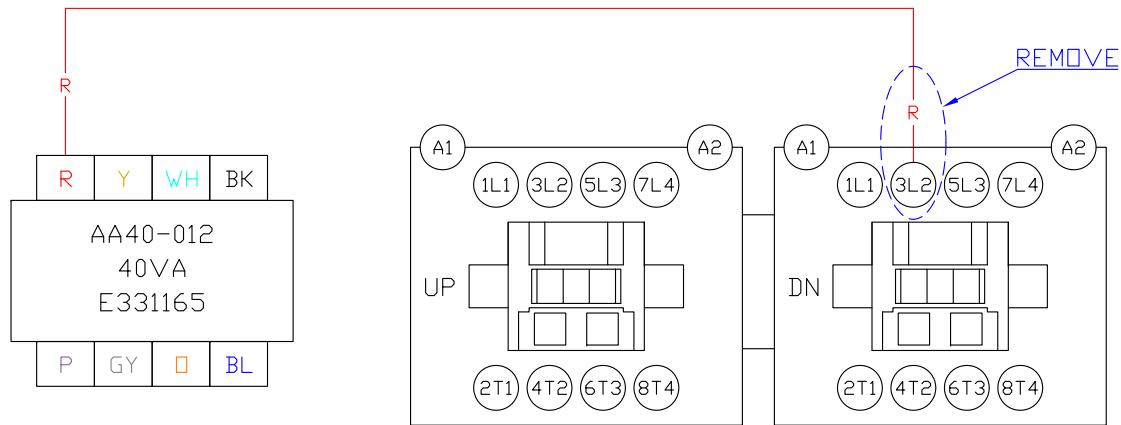 REMOVE
R
R
A1 A2 A1 A2
R Y WH BK
1L1 3L2 5L3 7L4 1L1 3L2 5L3 7L4
AA40-012
40VA
E331165
UP DN
P GY O BL
2T1 4T2 6T3 8T4 2T1 4T2 6T3 8T4